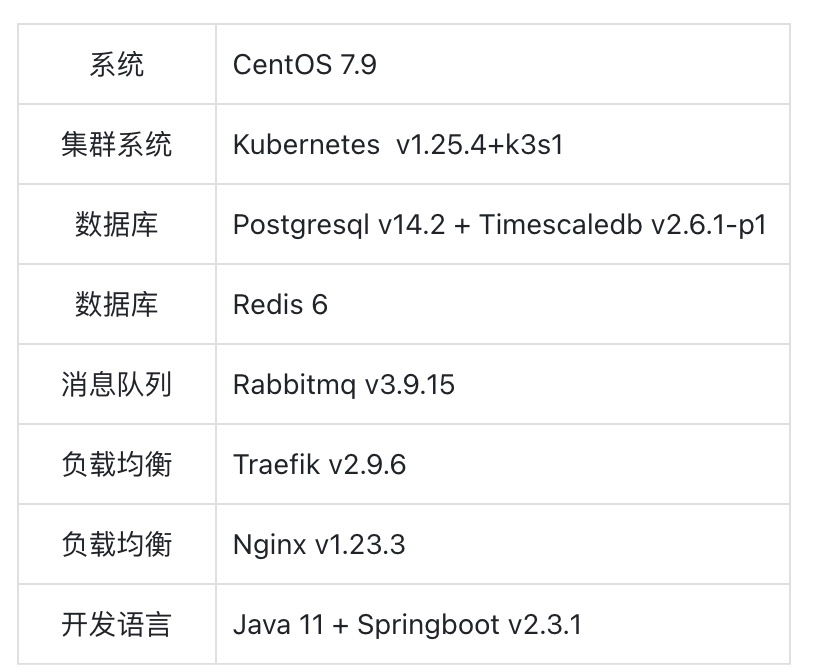 系统 CentOS 7.9
集群系统 Kubernetes v1.25.4+k3s1
数据库 Postgresql v14.2 + Timescaledb v2.6.1-p1
数据库 Redis 6
消息队列 Rabbitmq v3.9.15
负载均衡 Traefik v2.9.6
负载均衡 Nginx v1.23.3
开发语言 Java 11 + Springboot v2.3.1